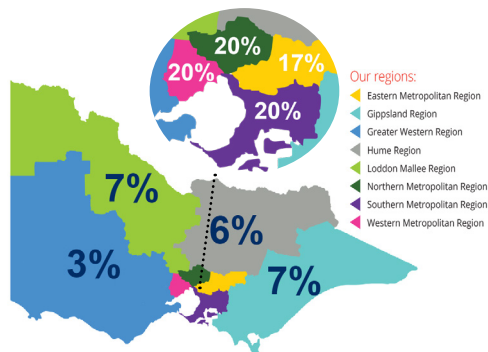 20%
20%
17%
20%
7%
6%
3%
7%
Our regions:
Eastern Metropolitan Region
Gippsland Region
Greater Western Region
Hume Region
Loddon Mallee Region
Northern Metropolitan Region
Southern Metropolitan Region
Western Metropolitan Region